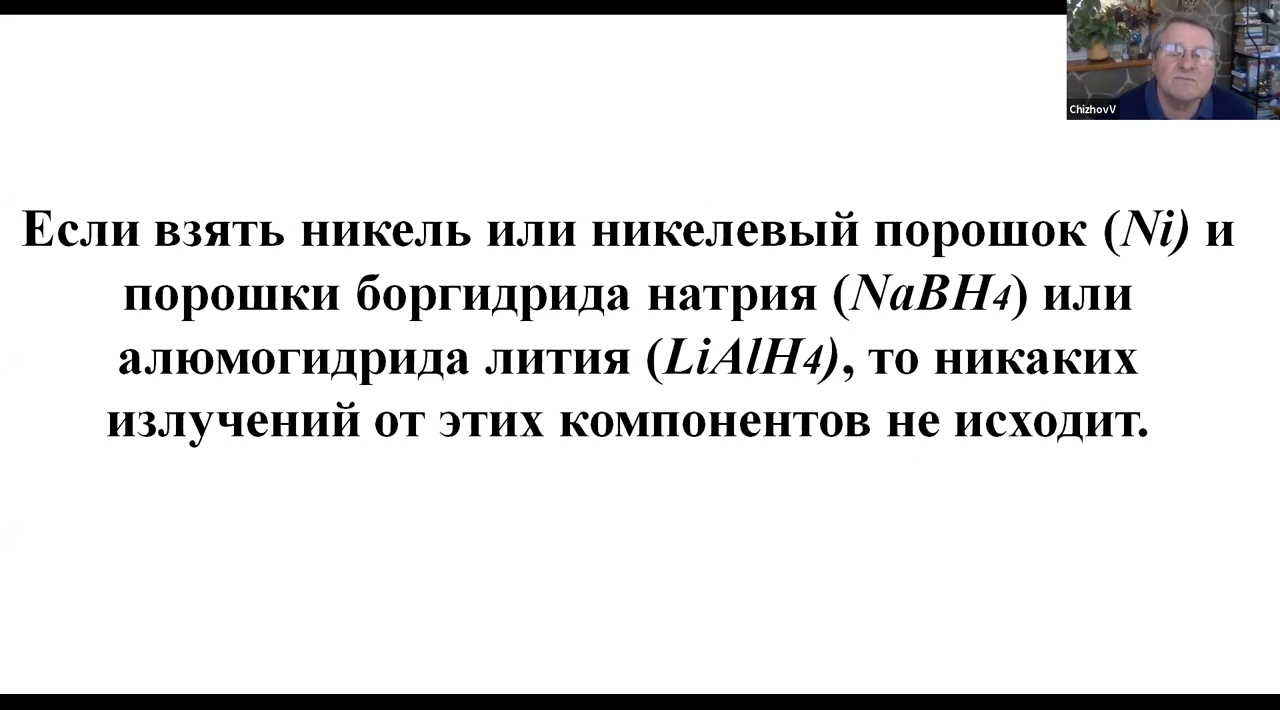 ChizhovV
Если взять никель или никелевый порошок (Ni) и
порошки боргидрида натрия (NaBH4) или
алюмогидрида лития (LiAlH4), то никаких
излучений от этих компонентов не исходит.